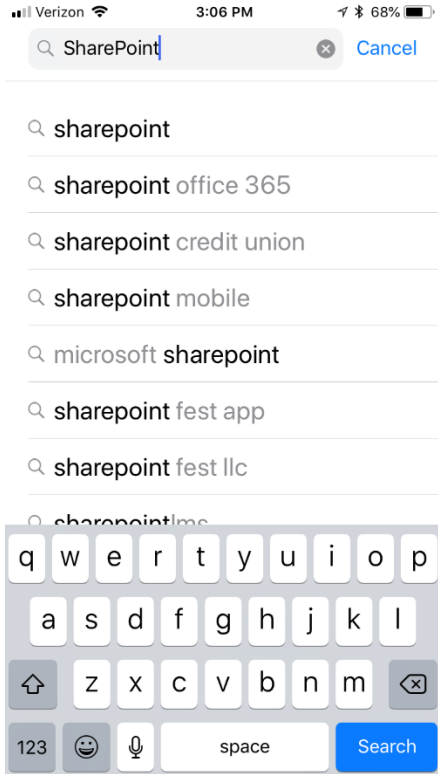 Verizon 3:06 PM 68%
SharePoint Cancel
sharepoint
sharepoint office 365
sharepoint credit union
sharepoint mobile
microsoft sharepoint
sharepoint fest app
sharepoint fest llc
sharepointlms
q w e r t y u i o p
a s d f g h j k l
z x c v b n m
123 space Search